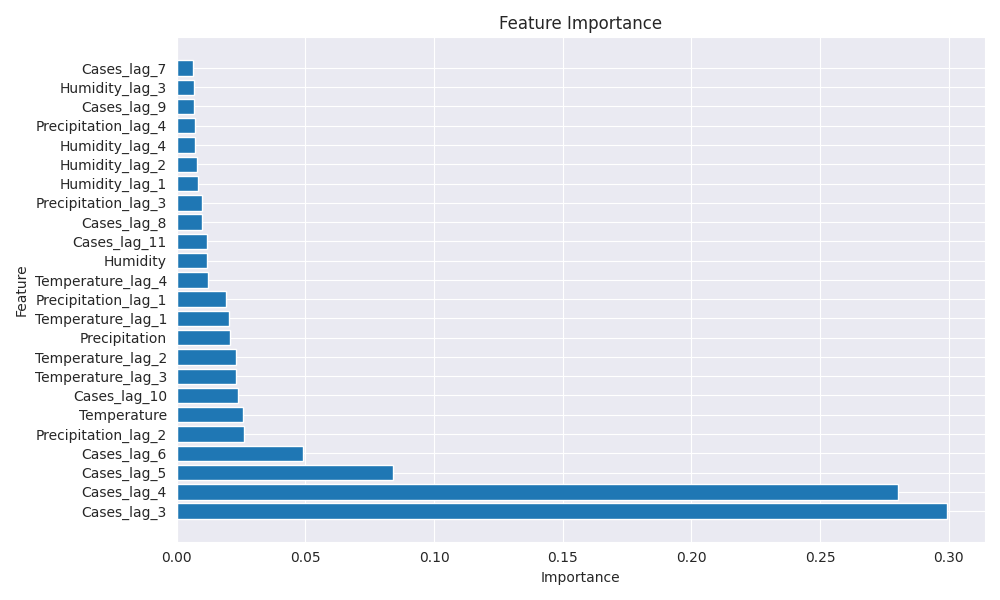 Feature Importance
Cases_lag_7
Humidity_lag_3
Cases_lag_9
Precipitation_lag_4
Humidity_lag_4
Humidity_lag_2
Humidity_lag_1
Precipitation_lag_3
Cases_lag_8
Cases_lag_11
Humidity
Temperature_lag_4
Precipitation_lag_1
Temperature_lag_1
Precipitation
Temperature_lag_2
Temperature_lag_3
Cases_lag_10
Temperature
Precipitation_lag_2
Cases_lag_6
Cases_lag_5
Cases_lag_4
Cases_lag_3
Feature
0.00 0.05 0.10 0.15 0.20 0.25 0.30
Importance